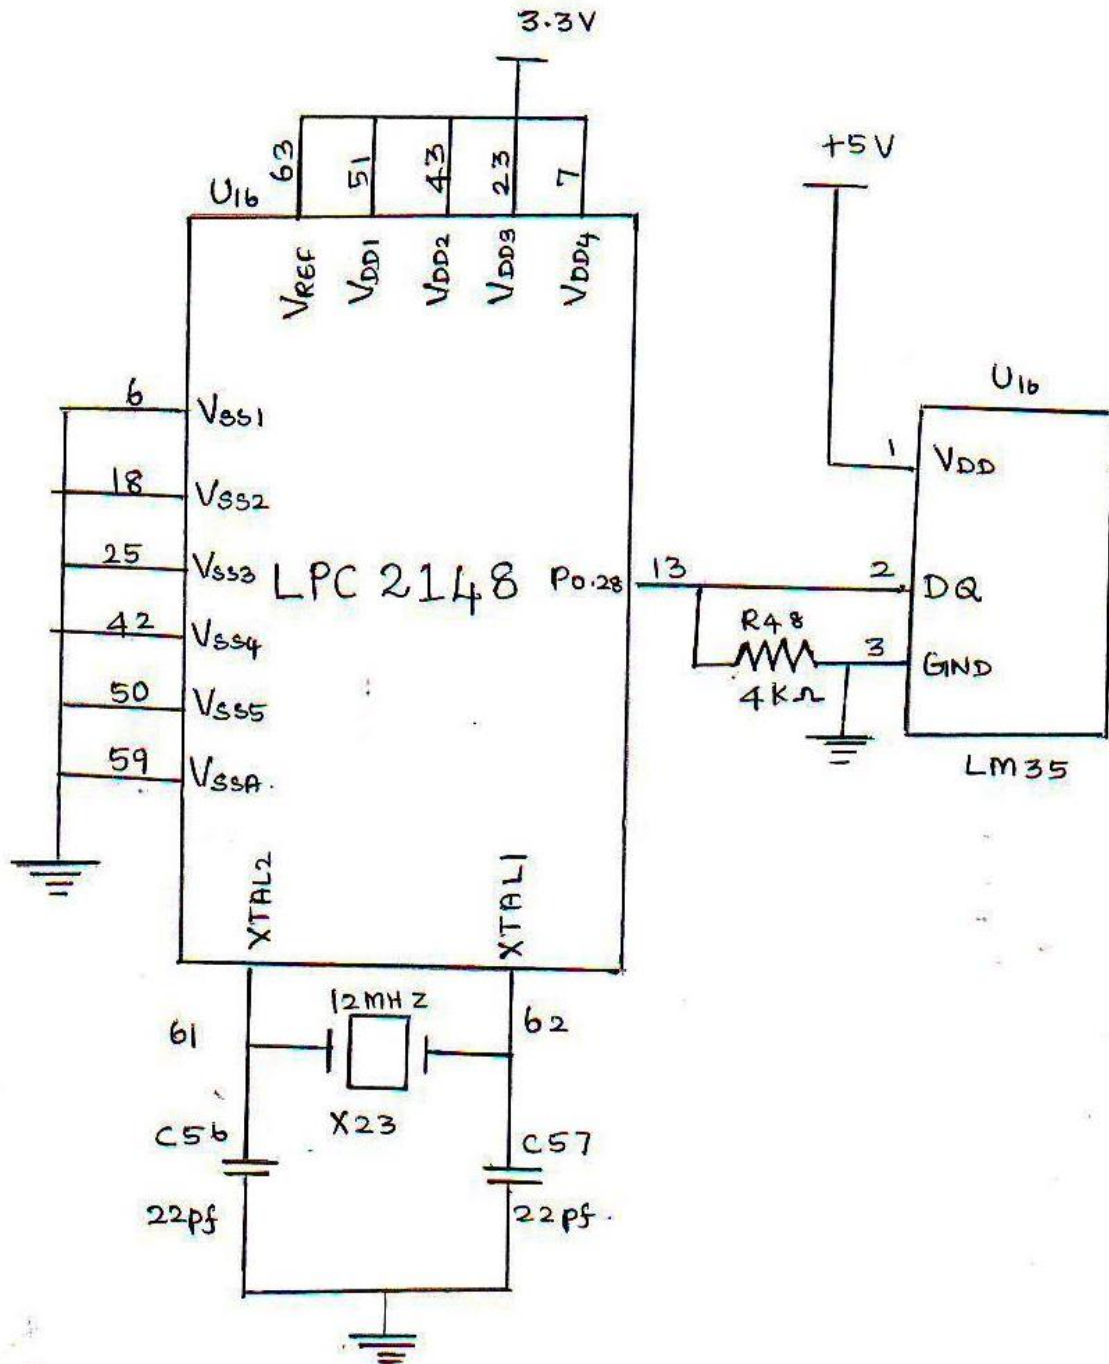 3.3V
+5V
63
51
43
23
7
U16
VREF
VDD1
VDD2
VDD3
VDD4
U16
6
VSS1
1
VDD
18
VSS2
25
VSS3
LPC 2148
P0.28
13
2
DQ
42
VSS4
R48
3
GND
4KΩ
50
VSS5
59
VSSA.
LM35
XTAL2
XTAL1
12MHZ
61
62
X23
C56
C57
22pf
22pf.